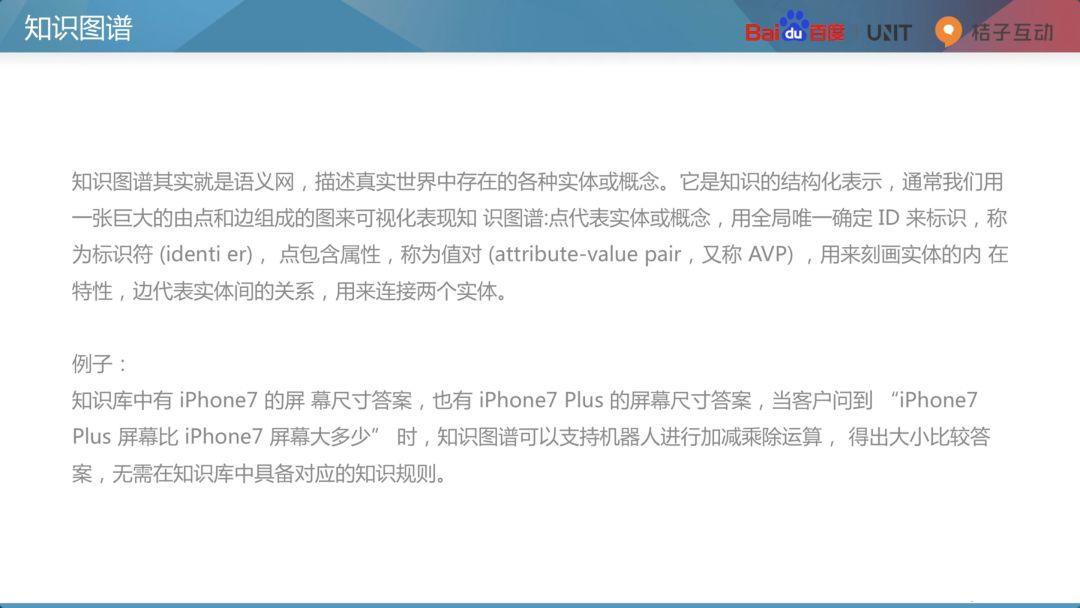 知识图谱
Bai du 百度 UNIT 桔子互动
知识图谱其实就是语义网，描述真实世界中存在的各种实体或概念。它是知识的结构化表示，通常我们用
一张巨大的由点和边组成的图来可视化表现知 识图谱:点代表实体或概念，用全局唯一确定 ID 来标识，称
为标识符 (identi er)， 点包含属性，称为值对 (attribute-value pair，又称 AVP) ，用来刻画实体的内 在
特性，边代表实体间的关系，用来连接两个实体。
例子：
知识库中有 iPhone7 的屏 幕尺寸答案，也有 iPhone7 Plus 的屏幕尺寸答案，当客户问到 “iPhone7
Plus 屏幕比 iPhone7 屏幕大多少” 时，知识图谱可以支持机器人进行加减乘除运算， 得出大小比较答
案，无需在知识库中具备对应的知识规则。